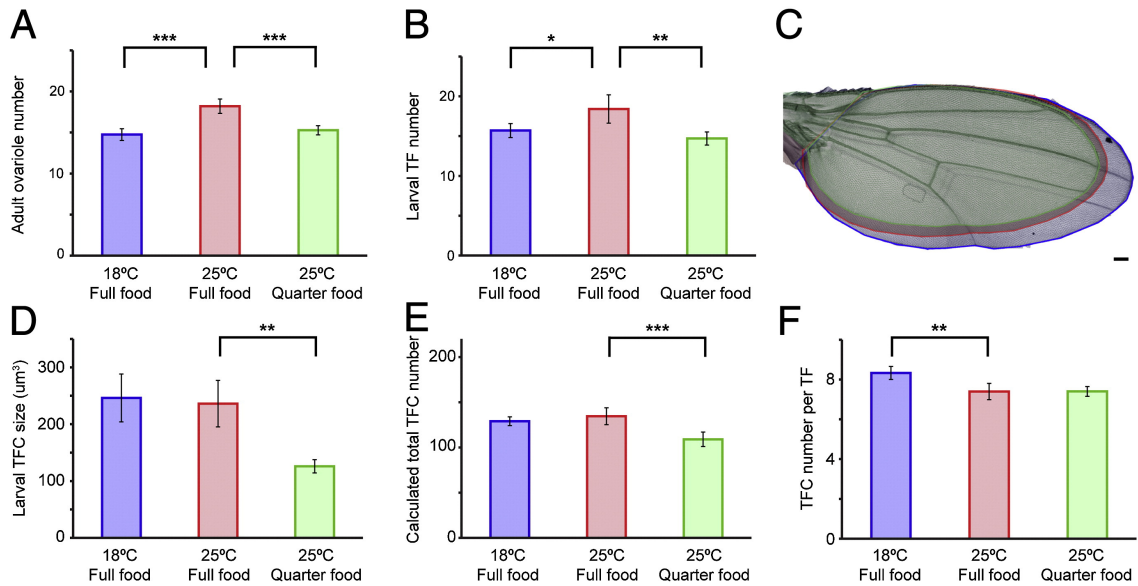 A
Adult ovariole number
20
10
0
***
***
18ºC
Full food
25ºC
Full food
25ºC
Quarter food
B
Larval TF number
20
10
0
*
**
18ºC
Full food
25ºC
Full food
25ºC
Quarter food
C
D
Larval TFC size (um³)
300
200
100
0
**
18ºC
Full food
25ºC
Full food
25ºC
Quarter food
E
Calculated total TFC number
200
100
0
***
18ºC
Full food
25ºC
Full food
25ºC
Quarter food
F
TFC number per TF
8
4
0
**
18ºC
Full food
25ºC
Full food
25ºC
Quarter food